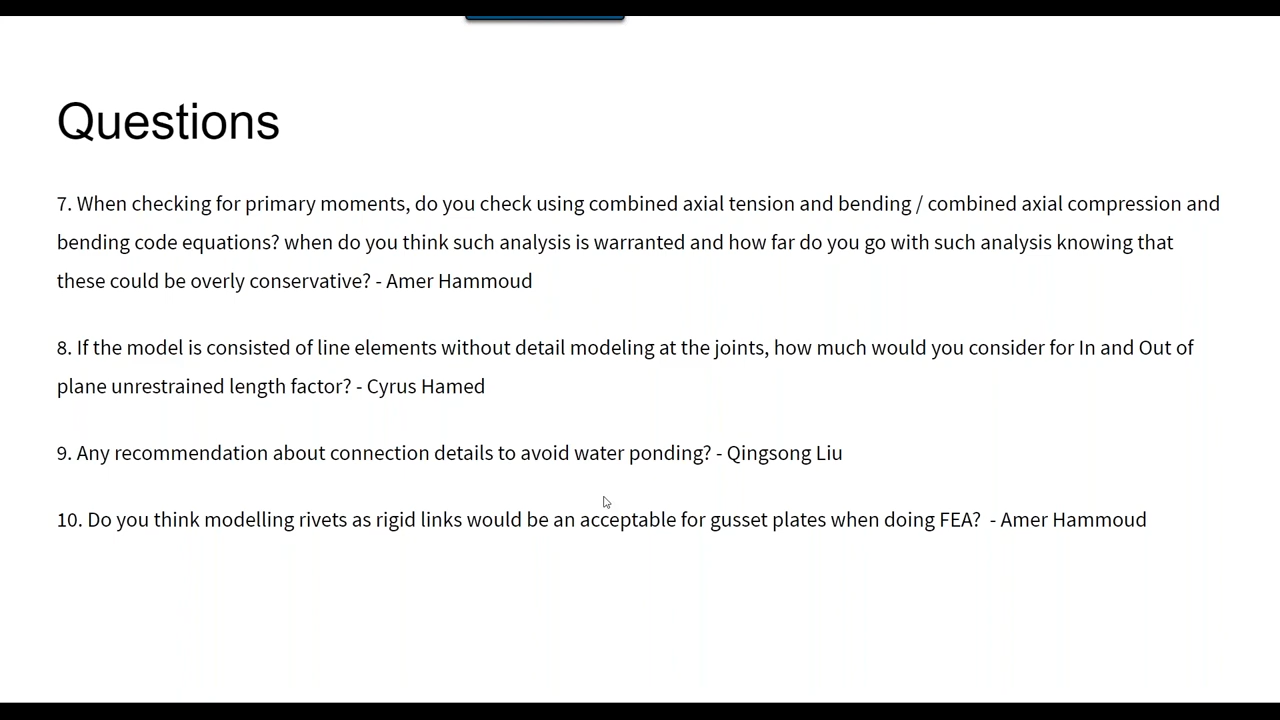 Questions
7. When checking for primary moments, do you check using combined axial tension and bending / combined axial compression and
bending code equations? when do you think such analysis is warranted and how far do you go with such analysis knowing that
these could be overly conservative? - Amer Hammoud
8. If the model is consisted of line elements without detail modeling at the joints, how much would you consider for In and Out of
plane unrestrained length factor? - Cyrus Hamed
9. Any recommendation about connection details to avoid water ponding? - Qingsong Liu
10. Do you think modelling rivets as rigid links would be an acceptable for gusset plates when doing FEA?  - Amer Hammoud